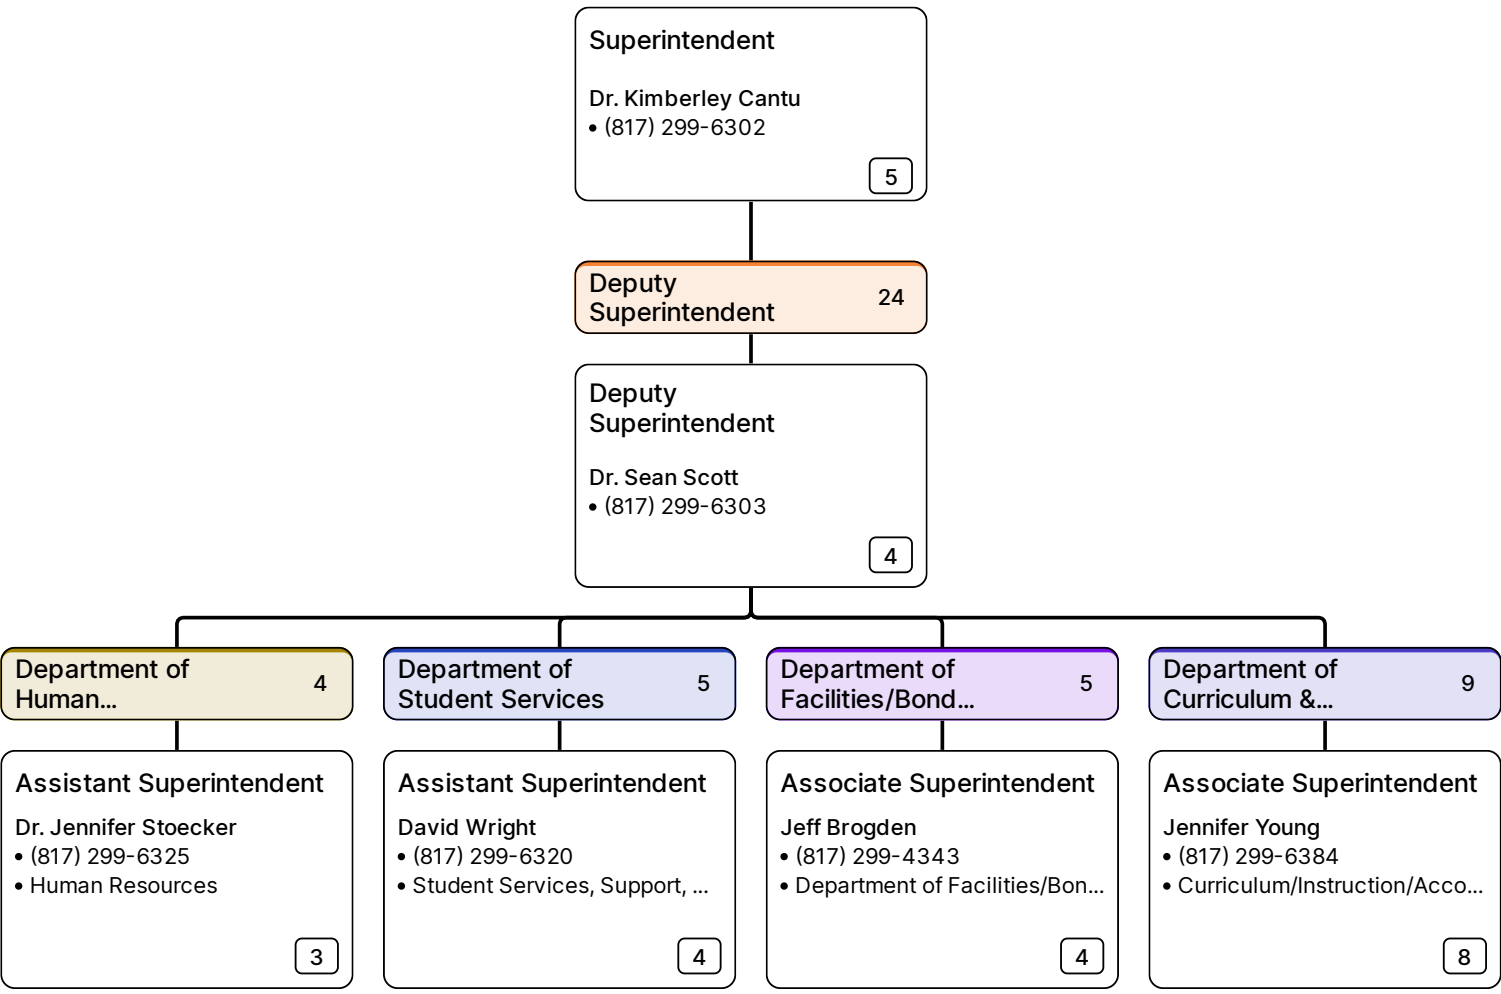 Superintendent
Dr. Kimberley Cantu
• (817) 299-6302
5
Deputy
Superintendent
24
Deputy
Superintendent
Dr. Sean Scott
• (817) 299-6303
4
Department of
Human...
4
Department of
Student Services
5
Department of
Facilities/Bond...
5
Department of
Curriculum &...
9
Assistant Superintendent
Dr. Jennifer Stoecker
• (817) 299-6325
• Human Resources
3
Assistant Superintendent
David Wright
• (817) 299-6320
• Student Services, Support, ...
4
Associate Superintendent
Jeff Brogden
• (817) 299-4343
• Department of Facilities/Bon...
4
Associate Superintendent
Jennifer Young
• (817) 299-6384
• Curriculum/Instruction/Acco...
8